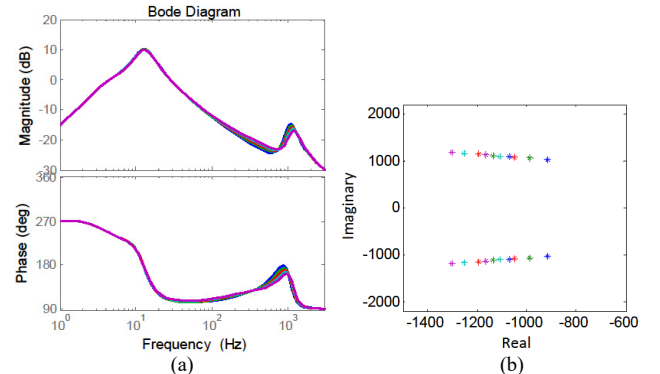 Bode Diagram
20
10
0
-10
-20
-30
Magnitude (dB)
360
270
180
90
Phase (deg)
10^0 10^1 10^2 10^3
Frequency (Hz)
(a)
2000
1000
0
-1000
-2000
Imaginary
-1400 -1200 -1000 -800 -600
Real
(b)